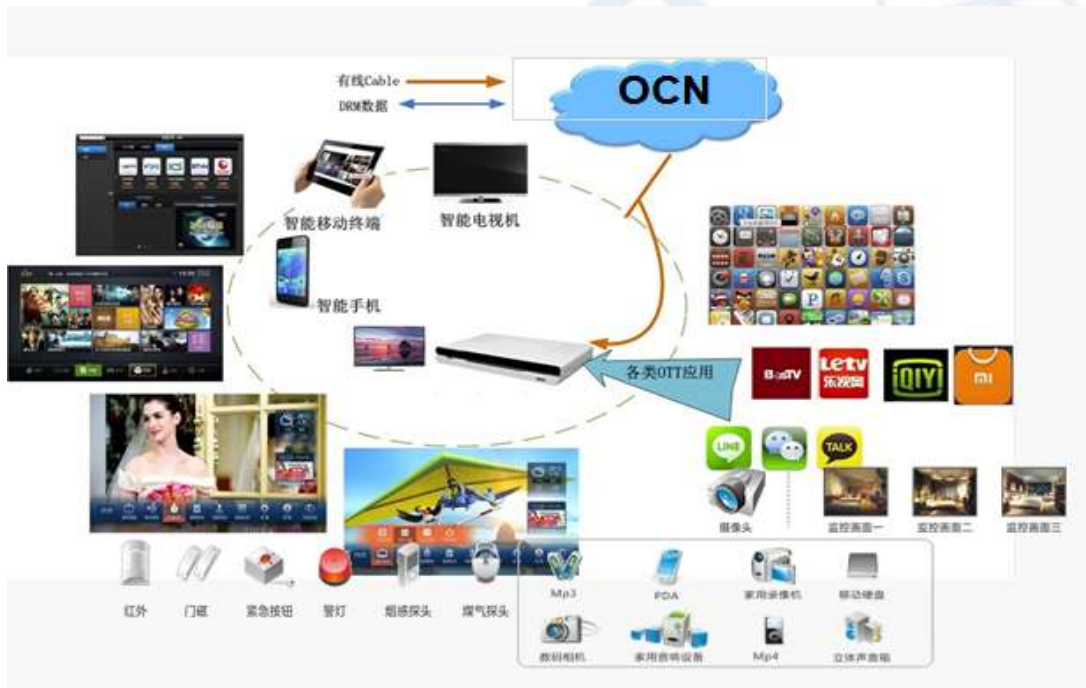 有线Cable
DRM数据
OCN
智能移动终端
智能电视机
智能手机
各类OTT应用
BesTV
Letv
乐视网
iQIYI
mi
LINE
TALK
摄像头
监控画面一
监控画面二
监控画面三
红外
门磁
紧急按钮
警灯
烟感探头
煤气探头
Mp3
PDA
家用录像机
移动硬盘
数码相机
家用音响设备
Mp4
立体声音箱